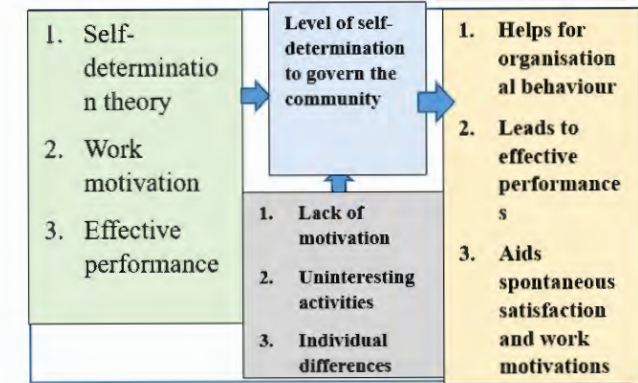 1. Self-
determinatio
n theory
2. Work
motivation
3. Effective
performance
Level of self-
determination
to govern the
community
1. Lack of
motivation
2. Uninteresting
activities
3. Individual
differences
1. Helps for
organisation
al behaviour
2. Leads to
effective
performance
s
3. Aids
spontaneous
satisfaction
and work
motivations